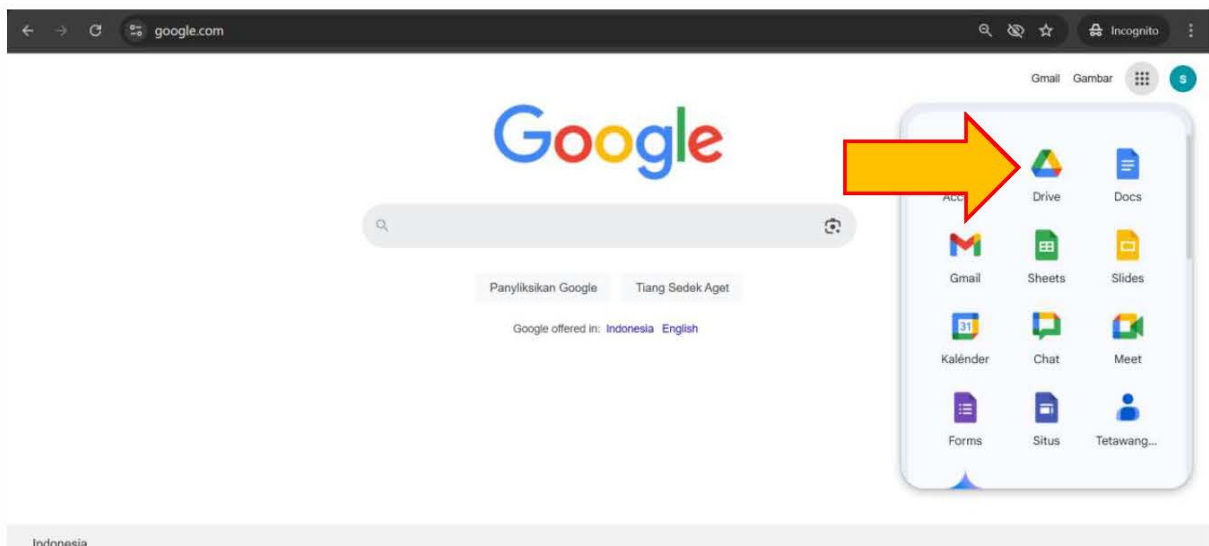 google.com
Incognito
Gmail Gambar S
Google
Drive Docs
Panyliksikan Google Tiang Sedek Aget
Google offered in: Indonesia English
Gmail Sheets Slides
31
Kalénder Chat Meet
Forms Situs Tetawang...
Indonesia